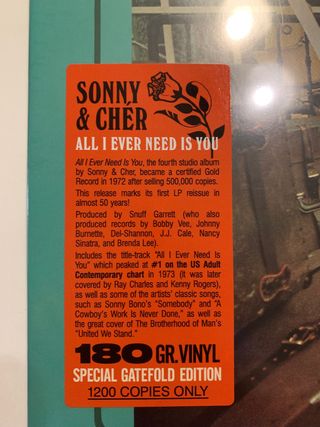 SONNY
& CHÉR
ALL I EVER NEED IS YOU
All I Ever Need Is You, the fourth studio album
by Sonny & Cher, became a certified Gold
Record in 1972 after selling 500,000 copies.
This release marks its first LP reissue in
almost 50 years!
Produced by Snuff Garrett (who also
produced records by Bobby Vee, Johnny
Burnette, Del-Shannon, J.J. Cale, Nancy
Sinatra, and Brenda Lee).
Includes the title-track "All I Ever Need Is
You" which peaked at #1 on the US Adult
Contemporary chart in 1973 (it was later
covered by Ray Charles and Kenny Rogers),
as well as some of the artists' classic songs,
such as Sonny Bono's "Somebody" and "A
Cowboy's Work Is Never Done," as well as
the great cover of The Brotherhood of Man's
"United We Stand."
180 GR. VINYL
SPECIAL GATEFOLD EDITION
1200 COPIES ONLY